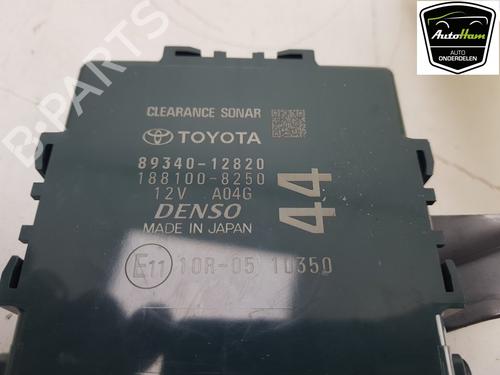 AutoHam
AUTO
ONDERDELEN
B-PARTS
CLEARANCE SONAR
TOYOTA
89340-12820
188100-8250
12V A04G
DENSO
MADE IN JAPAN
44
E11 10R-05 10350